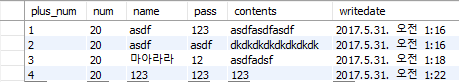 plus_num num name pass contents writedate
1 20 asdf 123 asdfasdfasdf 2017.5.31. 오전 1:16
2 20 asdf asdf dkdkdkdkdkdkdkdk 2017.5.31. 오전 1:16
3 20 마아라라 12 asdfadsf 2017.5.31. 오전 1:18
4 20 123 123 123 2017.5.31. 오전 1:22